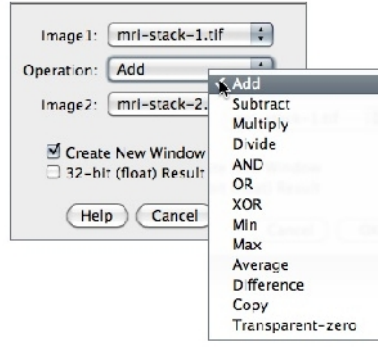 Image1: mri-stack-1.tif
Operation: Add
Image2: mri-stack-2.
Create New Window
32-bit (float) Result
Help Cancel
Add
Subtract
Multiply
Divide
AND
OR
XOR
Min
Max
Average
Difference
Copy
Transparent-zero